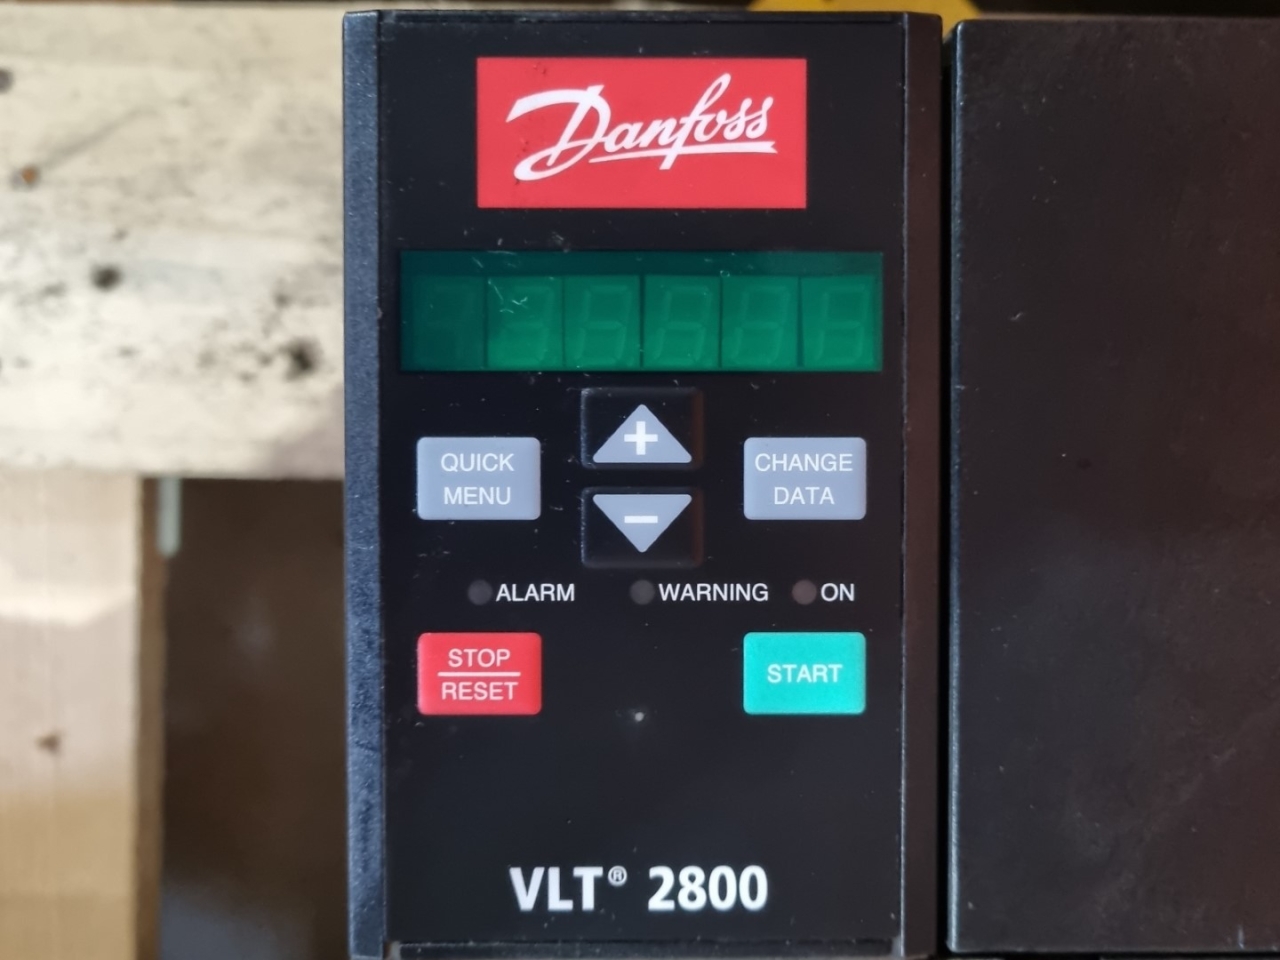 Danfoss
+
QUICK
MENU
CHANGE
DATA
−
ALARM
WARNING
ON
STOP
RESET
START
VLT® 2800